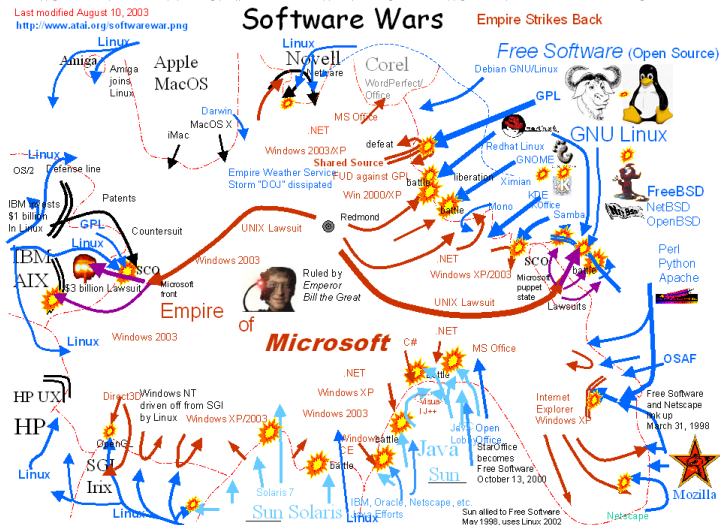 Last modified August 10, 2003
http://www.atai.org/softwarewar.png
Software Wars
Empire Strikes Back
Linux
Amiga
Amiga
joins
Linux
Apple
MacOS
Darwin
MacOS X
iMac
Novell
Linux
Netware
Corel
WordPerfect/
Office
MS Office
.NET
Windows 2003/XP
defeat
Shared Source
FUD against GPL
Win 2000/XP
Empire Weather Service
Storm "DOJ" dissipated
Free Software (Open Source)
Debian GNU/Linux
GPL
redhat
GNU Linux
Redhat Linux
GNOME
liberation
Ximian
KDE
KOffice
Mono
Samba
battle
battle
battle
FreeBSD
NetBSD
OpenBSD
Perl
Python
Apache
Linux
OS/2
Defense line
Patents
IBM invests
$1 billion
In Linux
GPL
Linux
Countersuit
IBM
AIX
SCO
$3 billion Lawsuit
Microsoft
front
UNIX Lawsuit
Windows 2003
Redmond
Ruled by
Emperor
Bill the Great
Empire
of
Microsoft
.NET
Windows XP/2003
UNIX Lawsuit
SCO
Microsoft
puppet
state
Lawsuits
OSAF
Linux
Windows 2003
HP UX
HP
Linux
Direct3D
Windows NT
driven off from SGI
by Linux
Windows XP/2003
OpenGL
SGI
Irix
Linux
.NET
Windows XP
Windows 2003
Windows
CE
battle
Solaris 7
Sun Solaris
Linux
IBM, Oracle, Netscape, etc.
Java Efforts
C#
.NET
MS Office
battle
J++
battle
Java
Sun
Open
Office
StarOffice
becomes
Free Software
October 13, 2000
Internet
Explorer
Windows XP
Free Software
and Netscape
link up
March 31, 1998
Mozilla
Netscape
Sun allied to Free Software
May 1998, uses Linux 2002